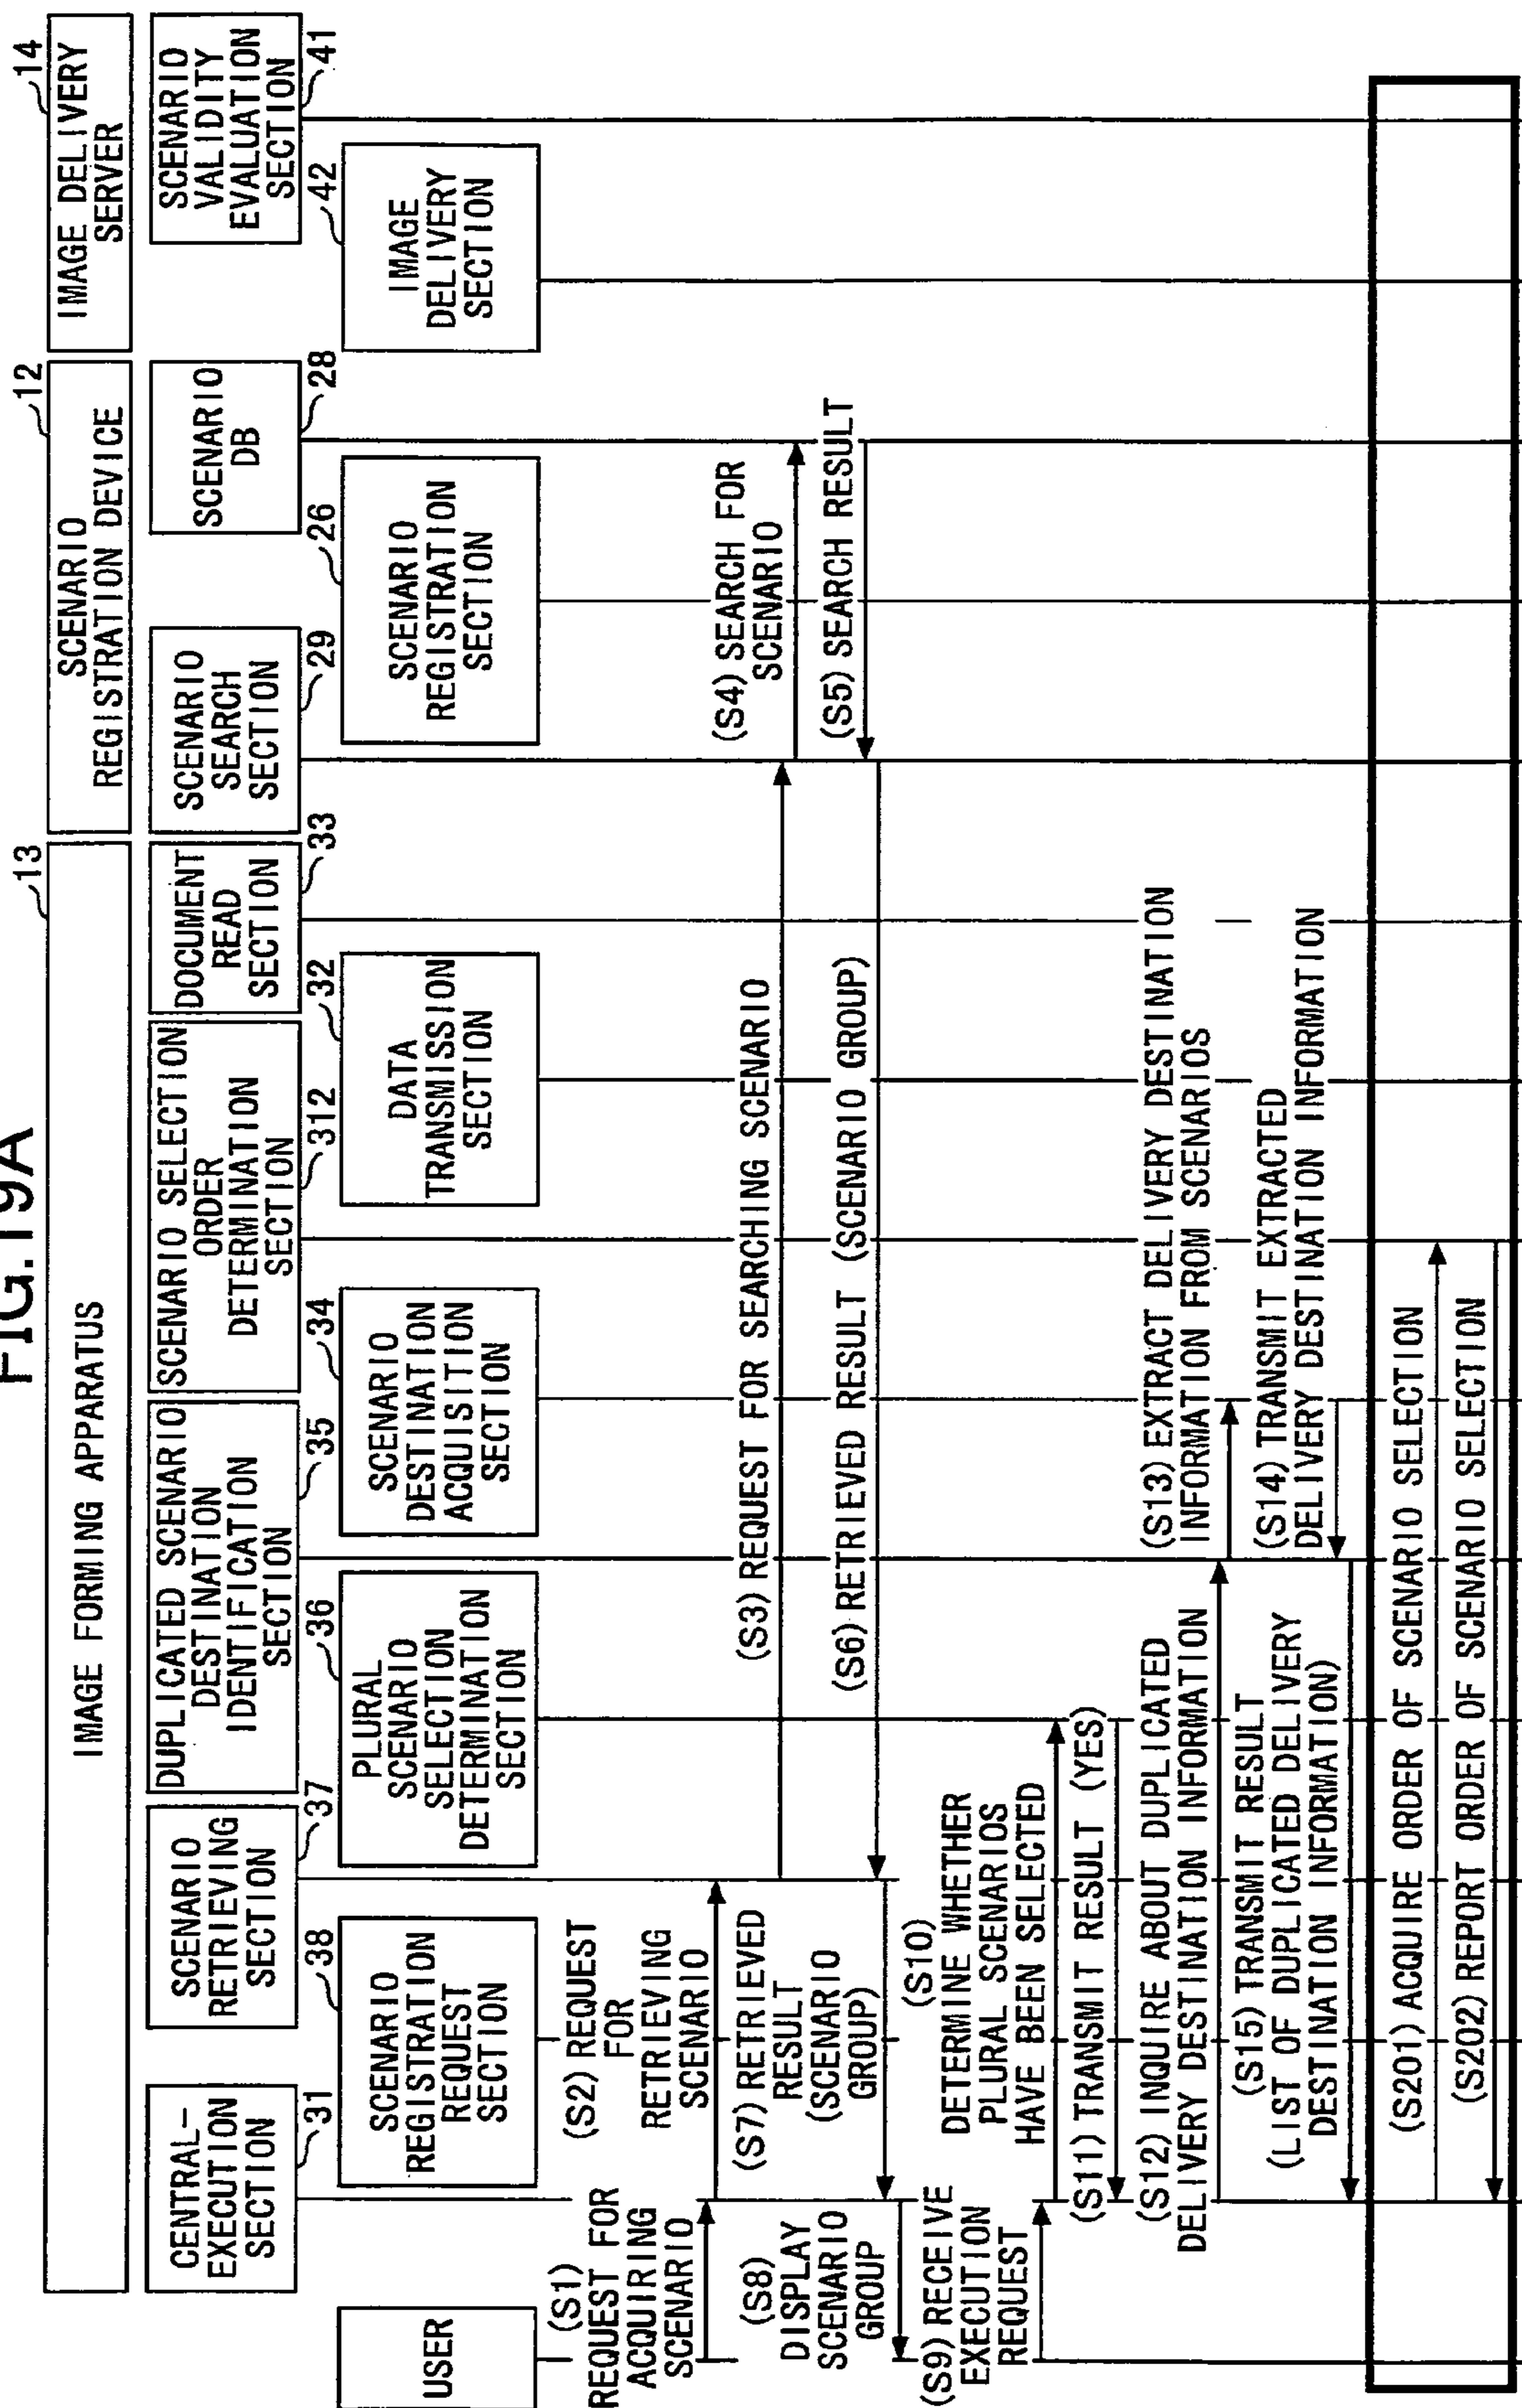 FIG.19A
IMAGE FORMING APPARATUS
13
SCENARIO
REGISTRATION DEVICE
12
IMAGE DELIVERY
SERVER
14
CENTRAL-
EXECUTION
SECTION
31
SCENARIO
RETRIEVING
SECTION
37
DUPLICATED SCENARIO
DESTINATION
IDENTIFICATION
SECTION
35
SCENARIO SELECTION
ORDER
DETERMINATION
SECTION
312
DOCUMENT
READ
SECTION
33
SCENARIO
SEARCH
SECTION
29
SCENARIO
DB
28
SCENARIO
VALIDITY
EVALUATION
SECTION
41
USER
SCENARIO
REGISTRATION
REQUEST
SECTION
38
PLURAL
SCENARIO
SELECTION
DETERMINATION
SECTION
36
SCENARIO
DESTINATION
ACQUISITION
SECTION
34
DATA
TRANSMISSION
SECTION
32
SCENARIO
REGISTRATION
SECTION
26
IMAGE
DELIVERY
SECTION
42
(S1)
REQUEST FOR
ACQUIRING
SCENARIO
(S2) REQUEST
FOR
RETRIEVING
SCENARIO
(S3) REQUEST FOR SEARCHING SCENARIO
(S4) SEARCH FOR
SCENARIO
(S5) SEARCH RESULT
(S6) RETRIEVED RESULT (SCENARIO GROUP)
(S7) RETRIEVED
RESULT
(SCENARIO
GROUP)
(S8)
DISPLAY
SCENARIO
GROUP
(S9) RECEIVE
EXECUTION
REQUEST
(S10)
DETERMINE WHETHER
PLURAL SCENARIOS
HAVE BEEN SELECTED
(S11) TRANSMIT RESULT (YES)
(S12) INQUIRE ABOUT DUPLICATED
DELIVERY DESTINATION INFORMATION
(S13) EXTRACT DELIVERY DESTINATION
INFORMATION FROM SCENARIOS
(S14) TRANSMIT EXTRACTED
DELIVERY DESTINATION INFORMATION
(S15) TRANSMIT RESULT
(LIST OF DUPLICATED DELIVERY
DESTINATION INFORMATION)
(S201) ACQUIRE ORDER OF SCENARIO SELECTION
(S202) REPORT ORDER OF SCENARIO SELECTION